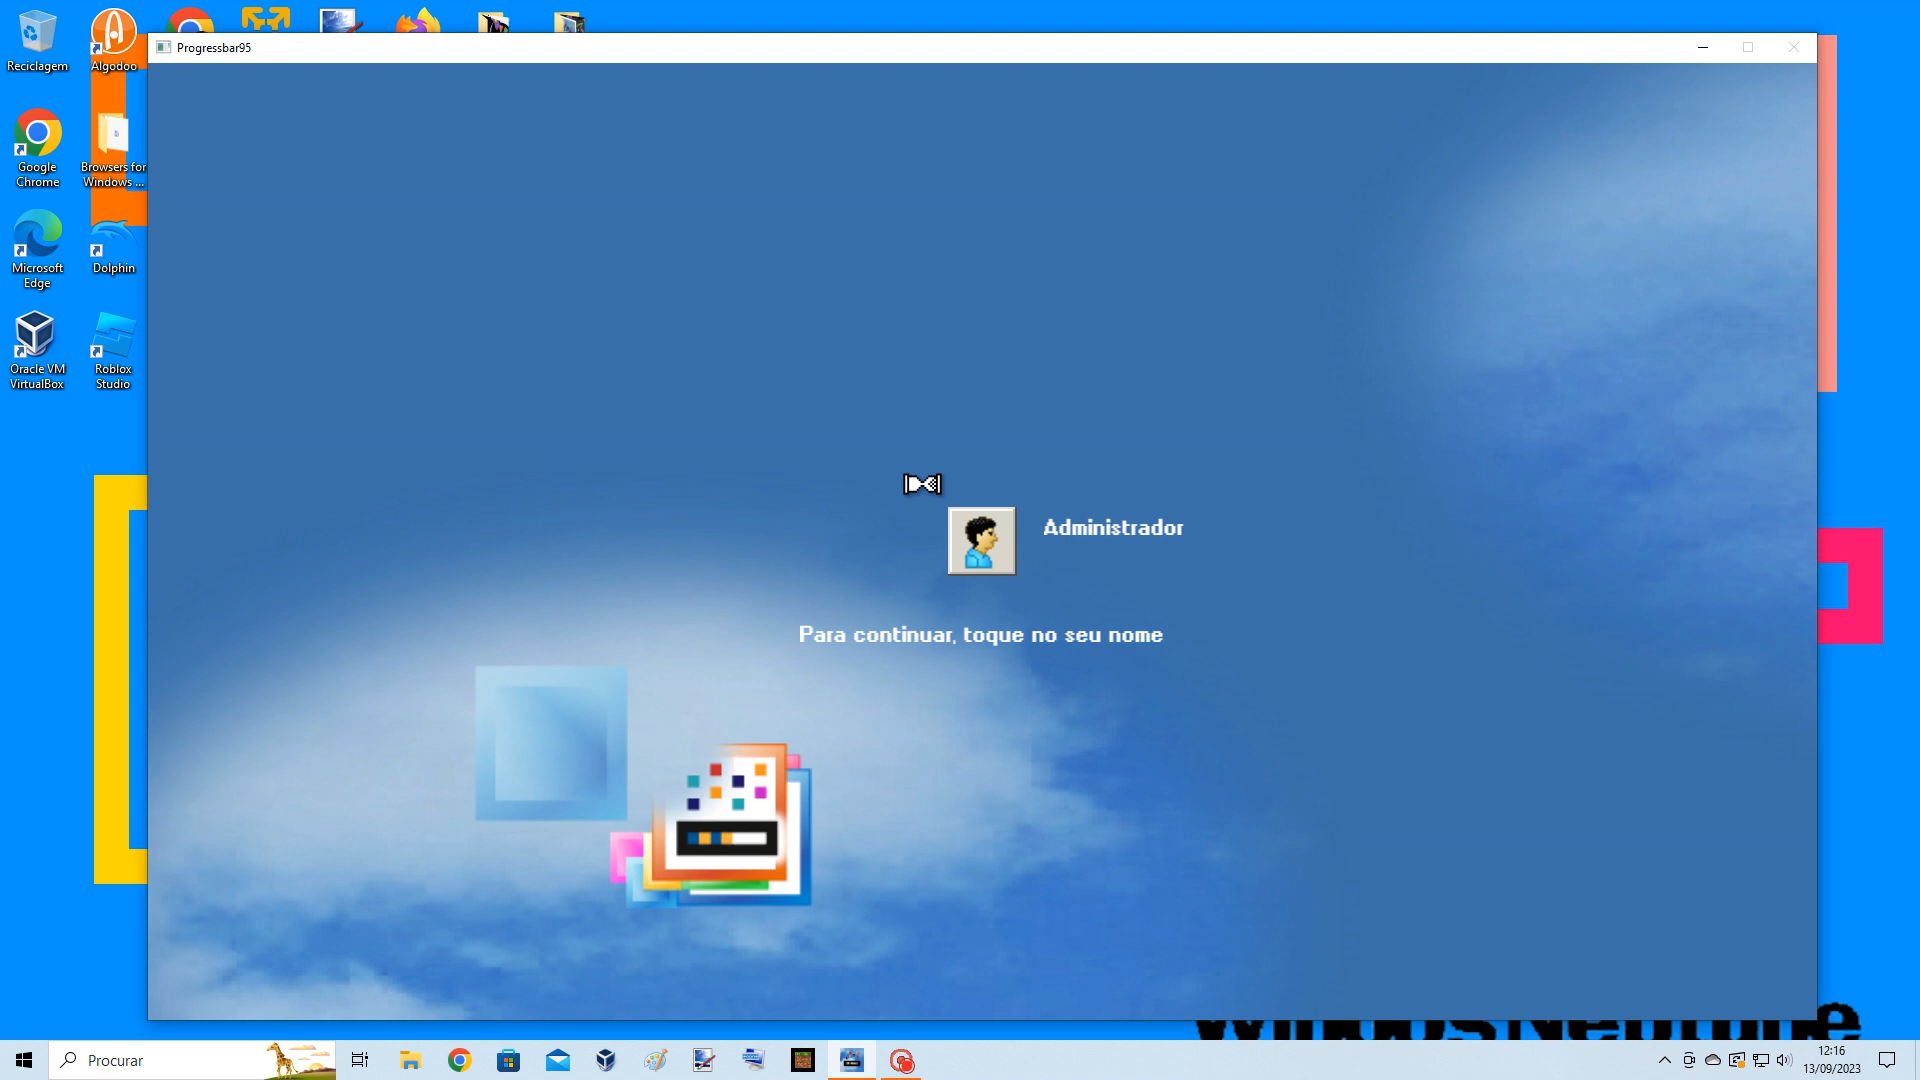 Progressbar95
Reciclagem
Algodoo
Google
Chrome
Browsers for
Windows ...
Microsoft
Edge
Dolphin
Oracle VM
VirtualBox
Roblox
Studio
Administrador
Para continuar, toque no seu nome
Procurar
12:16
13/09/2023